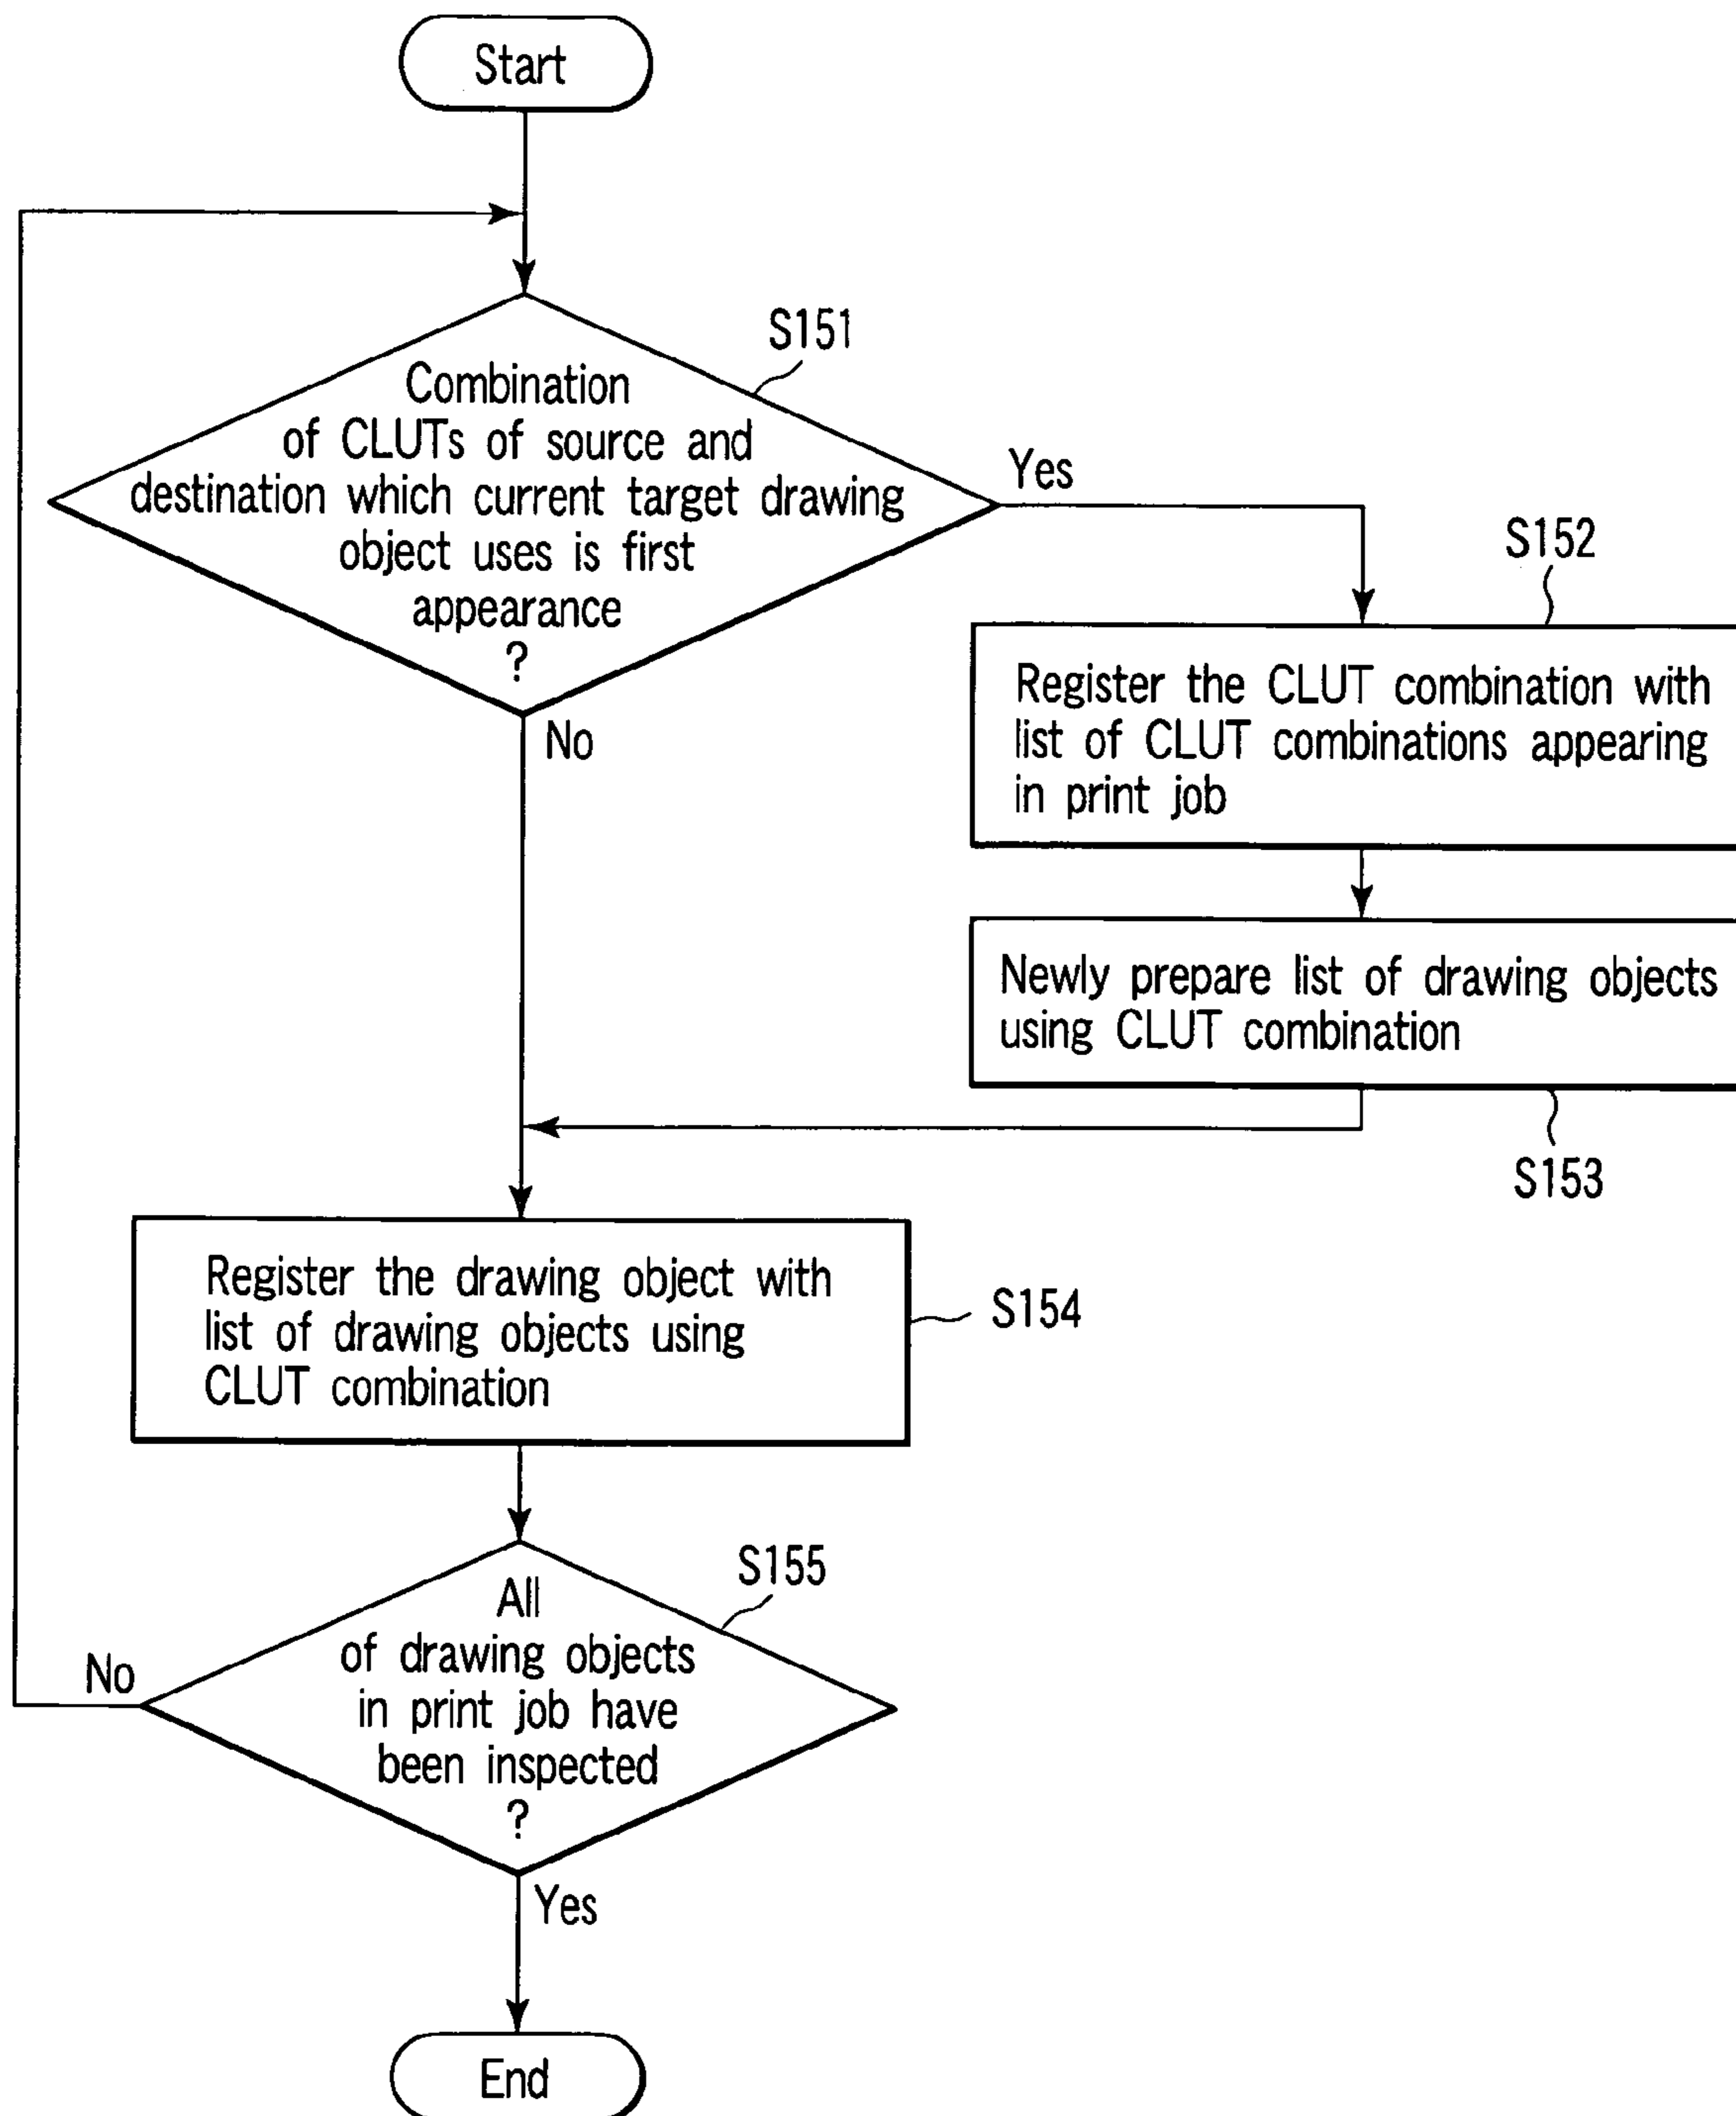 Start
S151
Combination
of CLUTs of source and
destination which current target drawing
object uses is first
appearance
?
Yes
No
S152
Register the CLUT combination with
list of CLUT combinations appearing
in print job
Newly prepare list of drawing objects
using CLUT combination
S153
Register the drawing object with
list of drawing objects using
CLUT combination
S154
S155
All
of drawing objects
in print job have
been inspected
?
No
Yes
End